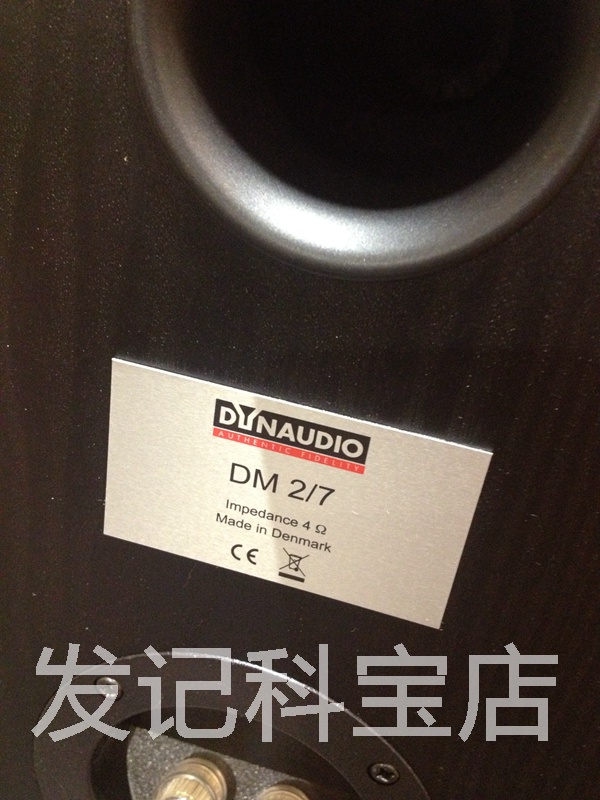 DYNAUDIO
AUTHENTIC FIDELITY
DM 2/7
Impedance 4 Ω
Made in Denmark
CE
发记科宝店